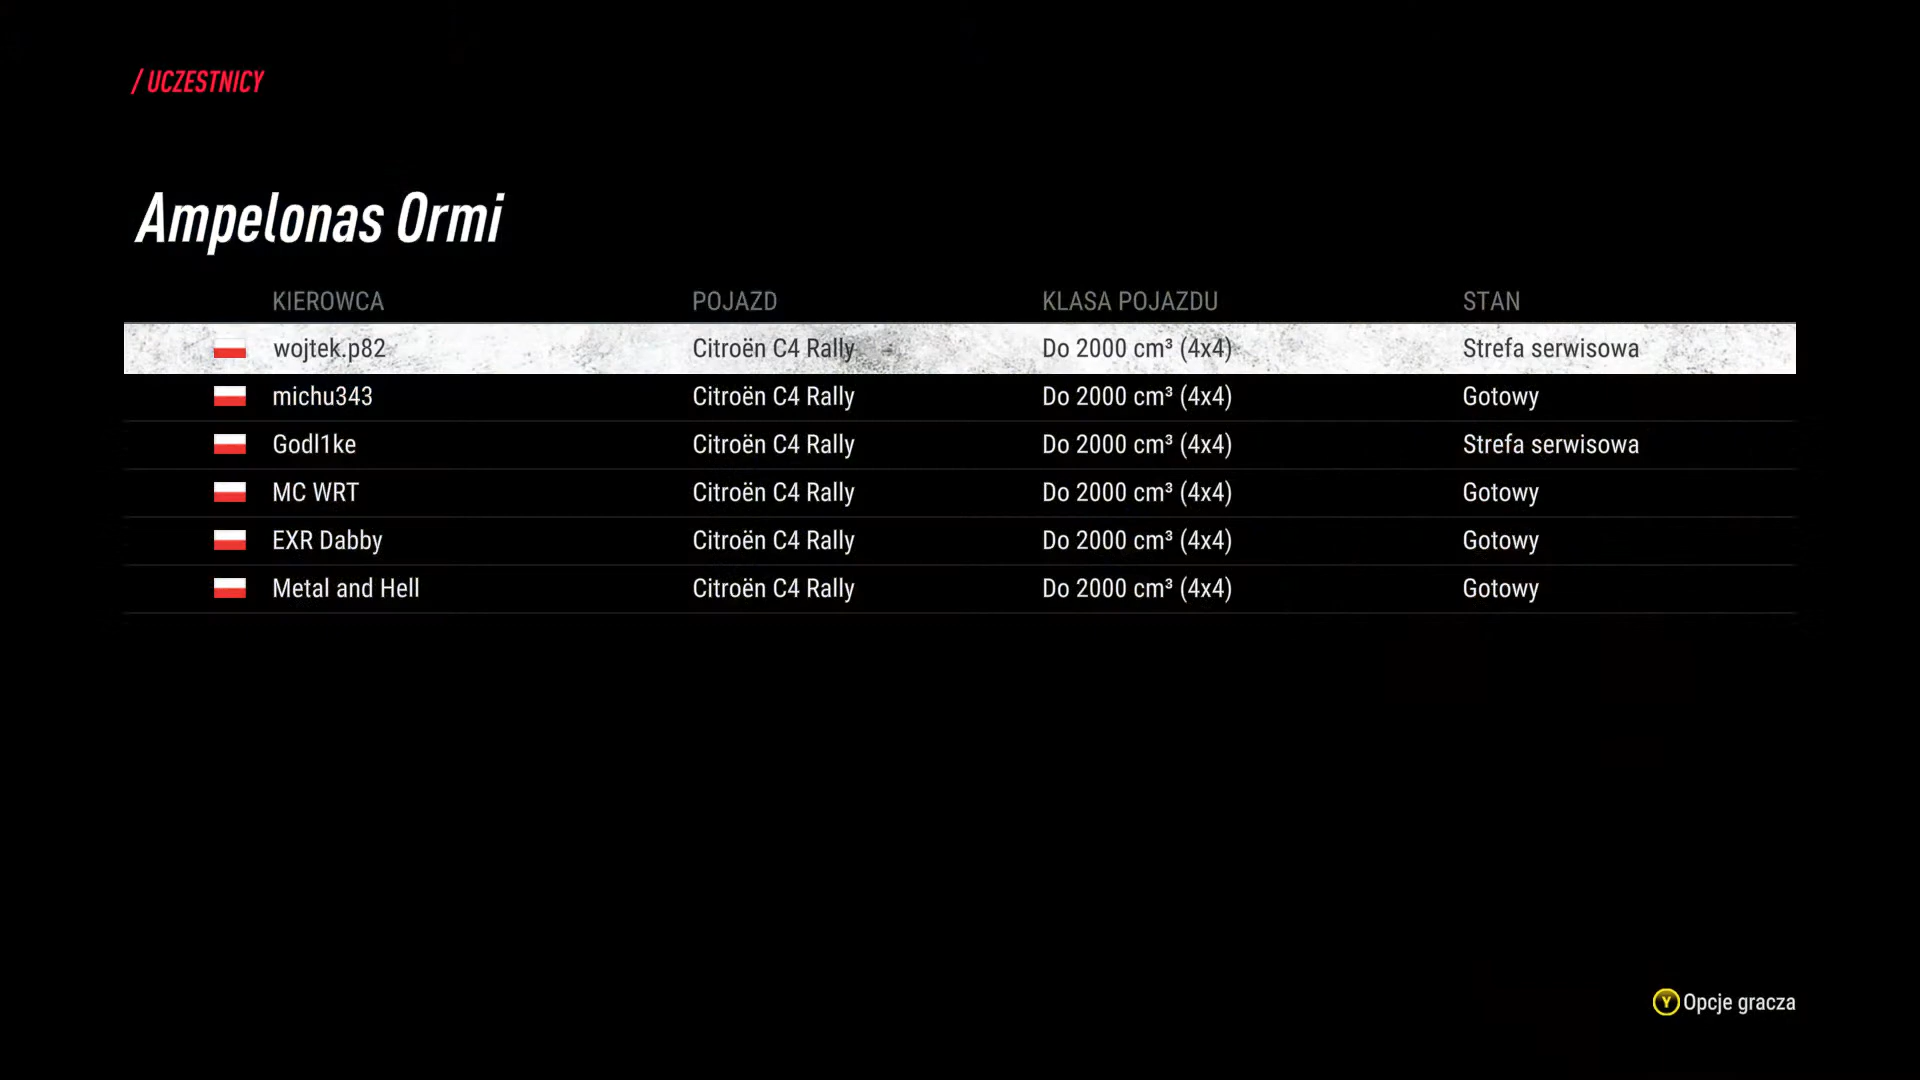 / UCZESTNICY
Ampelonas Ormi
KIEROWCA POJAZD KLASA POJAZDU STAN
wojtek.p82 Citroën C4 Rally Do 2000 cm³ (4x4) Strefa serwisowa
michu343 Citroën C4 Rally Do 2000 cm³ (4x4) Gotowy
Godl1ke Citroën C4 Rally Do 2000 cm³ (4x4) Strefa serwisowa
MC WRT Citroën C4 Rally Do 2000 cm³ (4x4) Gotowy
EXR Dabby Citroën C4 Rally Do 2000 cm³ (4x4) Gotowy
Metal and Hell Citroën C4 Rally Do 2000 cm³ (4x4) Gotowy
Y Opcje gracza